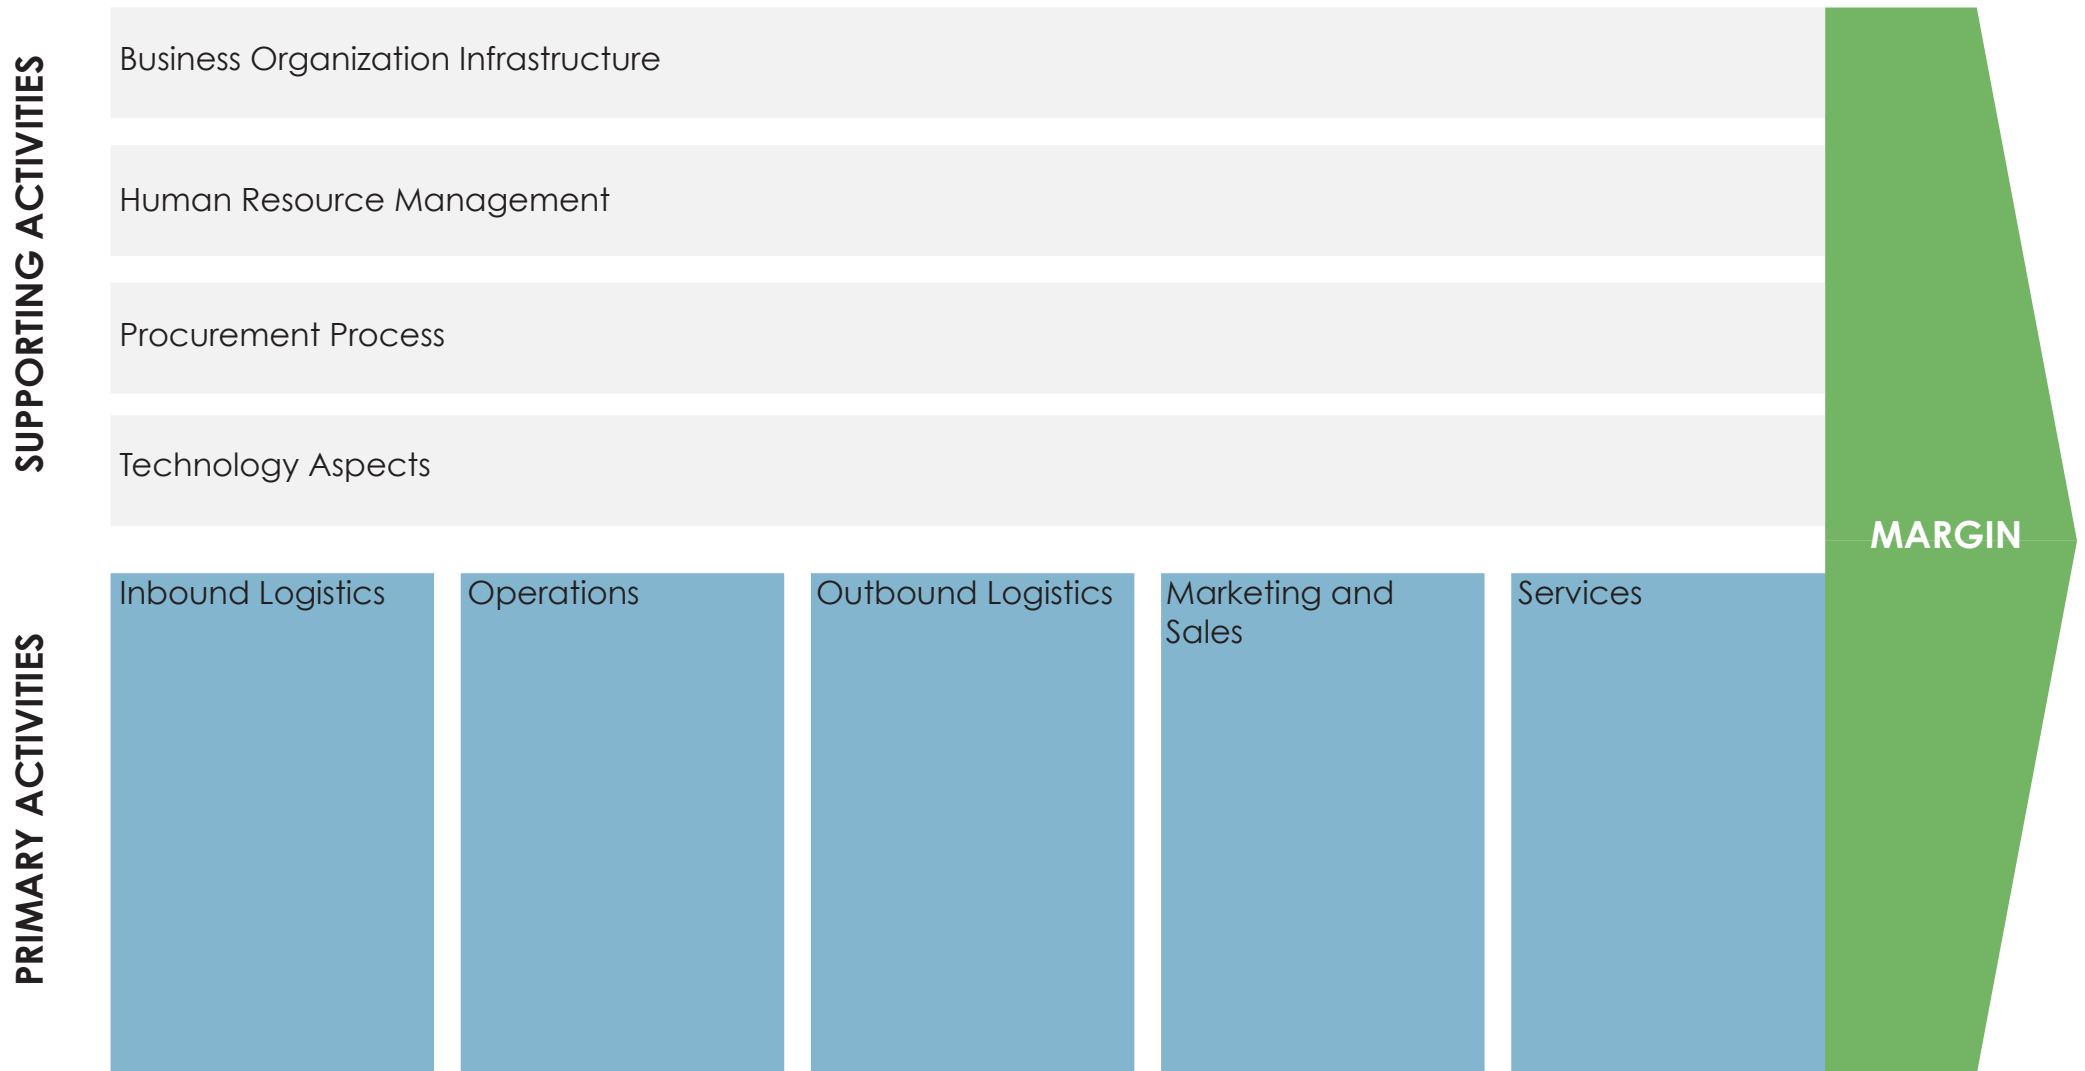 SUPPORTING ACTIVITIES
Business Organization Infrastructure
Human Resource Management
Procurement Process
Technology Aspects
MARGIN
PRIMARY ACTIVITIES
Inbound Logistics
Operations
Outbound Logistics
Marketing and
Sales
Services